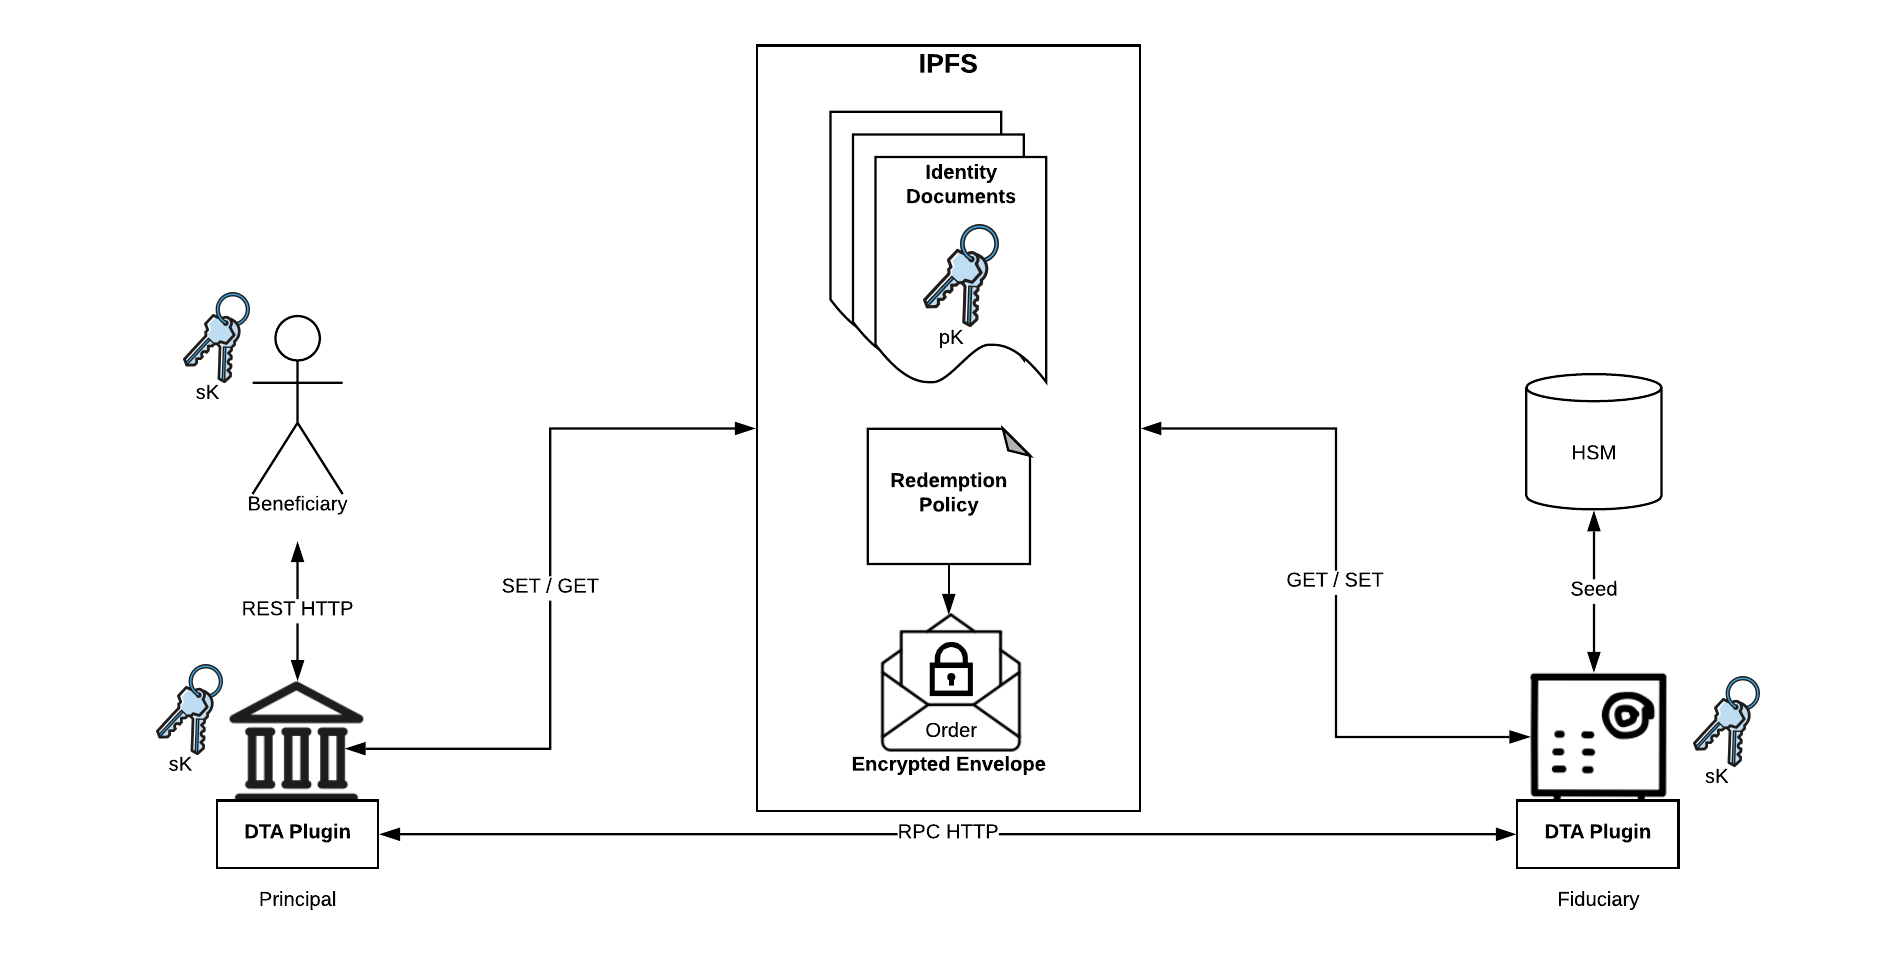 IPFS
Identity
Documents
pK
sK
Beneficiary
REST HTTP
SET / GET
Redemption
Policy
Order
Encrypted Envelope
GET / SET
HSM
Seed
sK
sK
DTA Plugin
RPC HTTP
DTA Plugin
Principal
Fiduciary